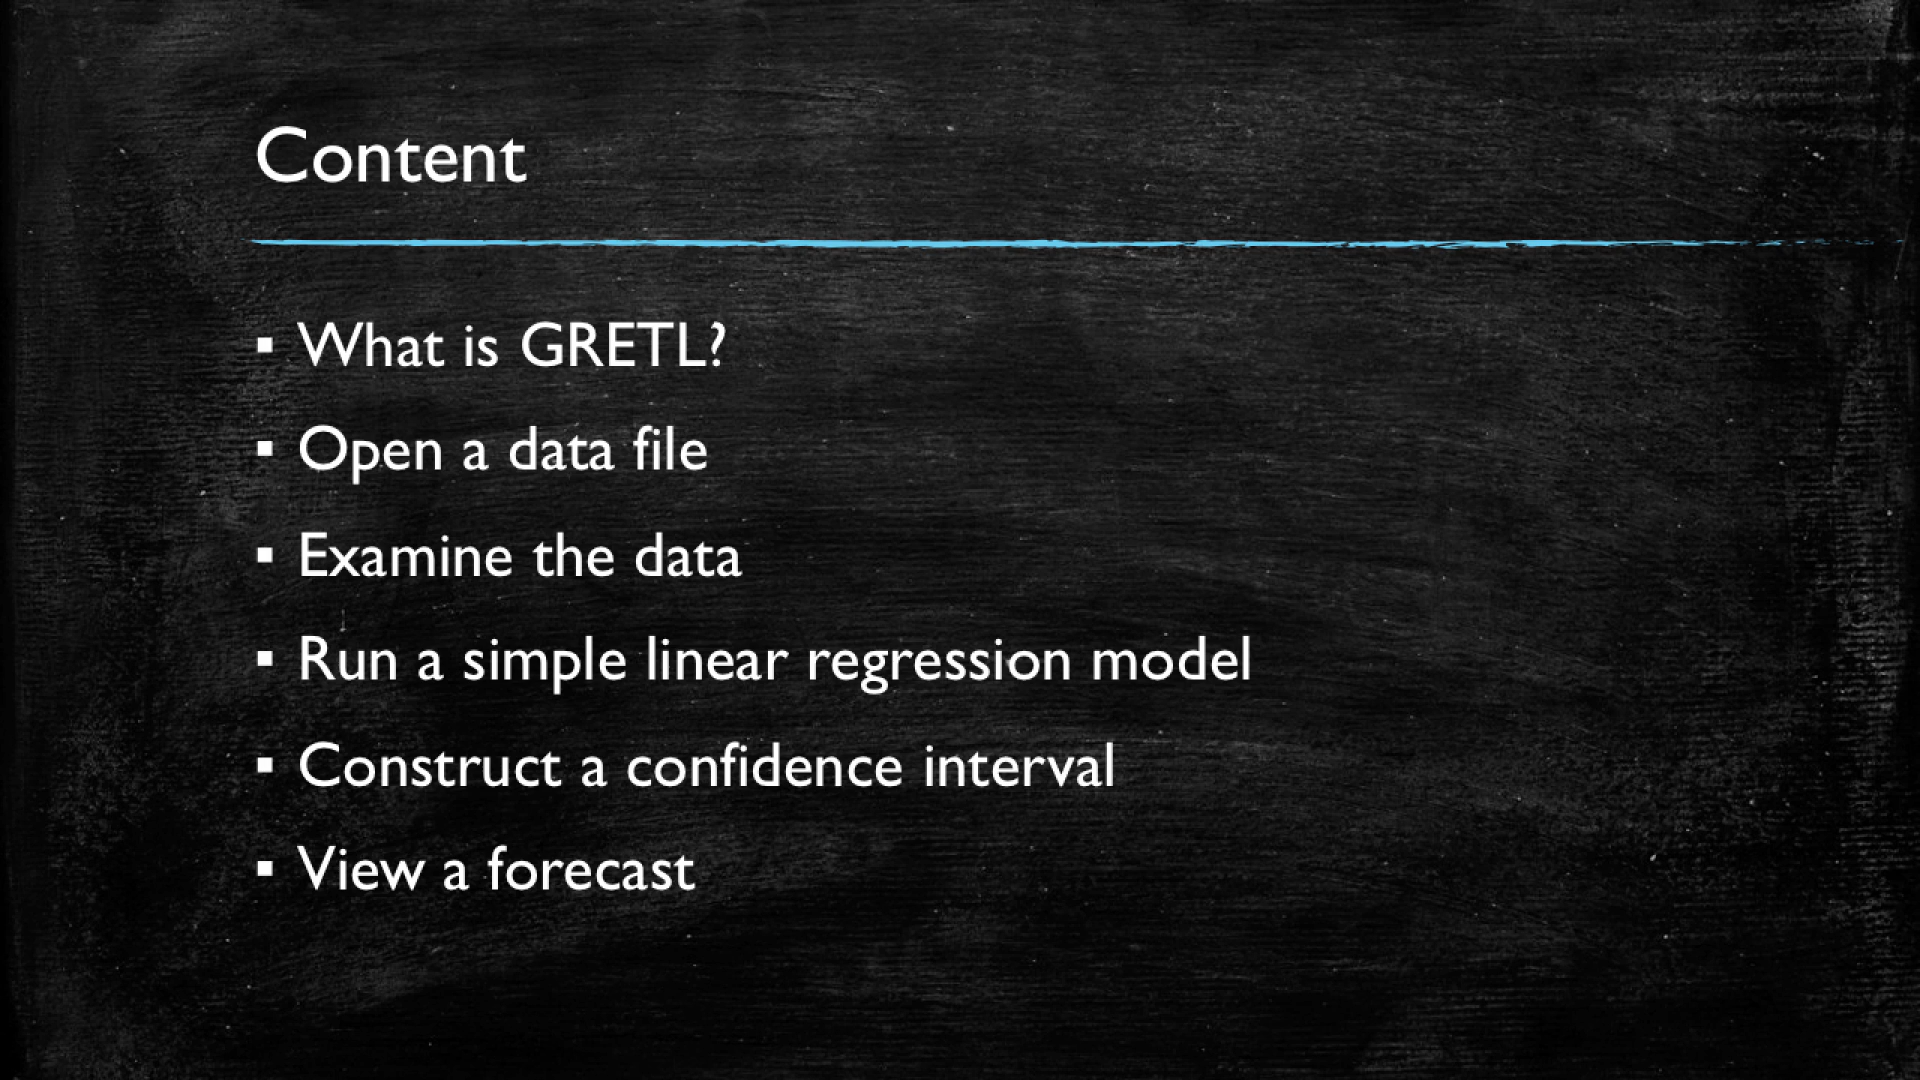 Content
▪ What is GRETL?
▪ Open a data file
▪ Examine the data
▪ Run a simple linear regression model
▪ Construct a confidence interval
▪ View a forecast